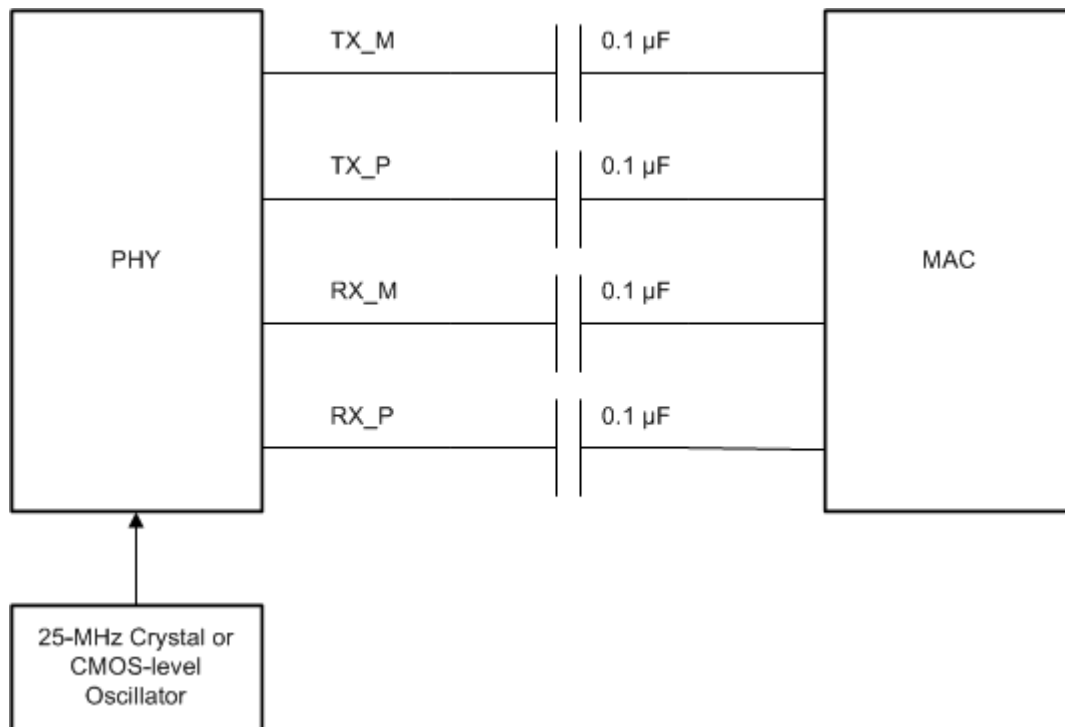 TX_M 0.1 µF
TX_P 0.1 µF
PHY MAC
RX_M 0.1 µF
RX_P 0.1 µF
25-MHz Crystal or
CMOS-level
Oscillator